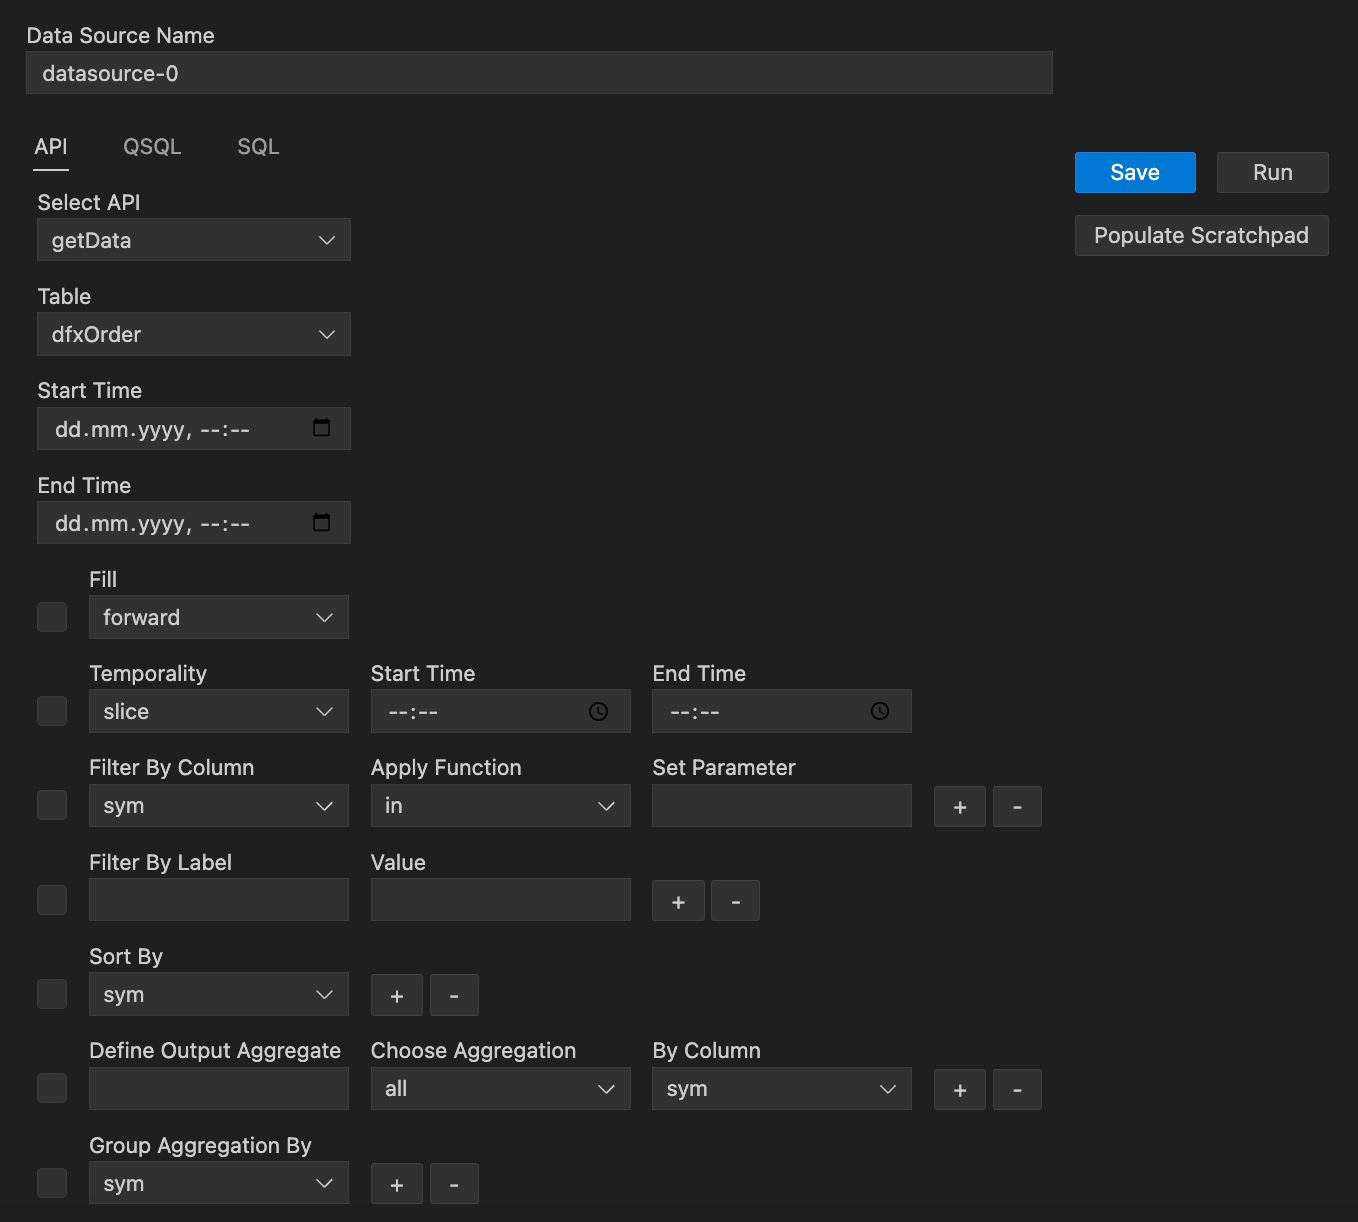 Data Source Name
datasource-0
API QSQL SQL
Save Run
Select API
getData
Populate Scratchpad
Table
dfxOrder
Start Time
dd.mm.yyyy, --:--
End Time
dd.mm.yyyy, --:--
Fill
forward
Temporality Start Time End Time
slice --:-- --:--
Filter By Column Apply Function Set Parameter
sym in + -
Filter By Label Value
+ -
Sort By
sym + -
Define Output Aggregate Choose Aggregation By Column
all sym + -
Group Aggregation By
sym + -